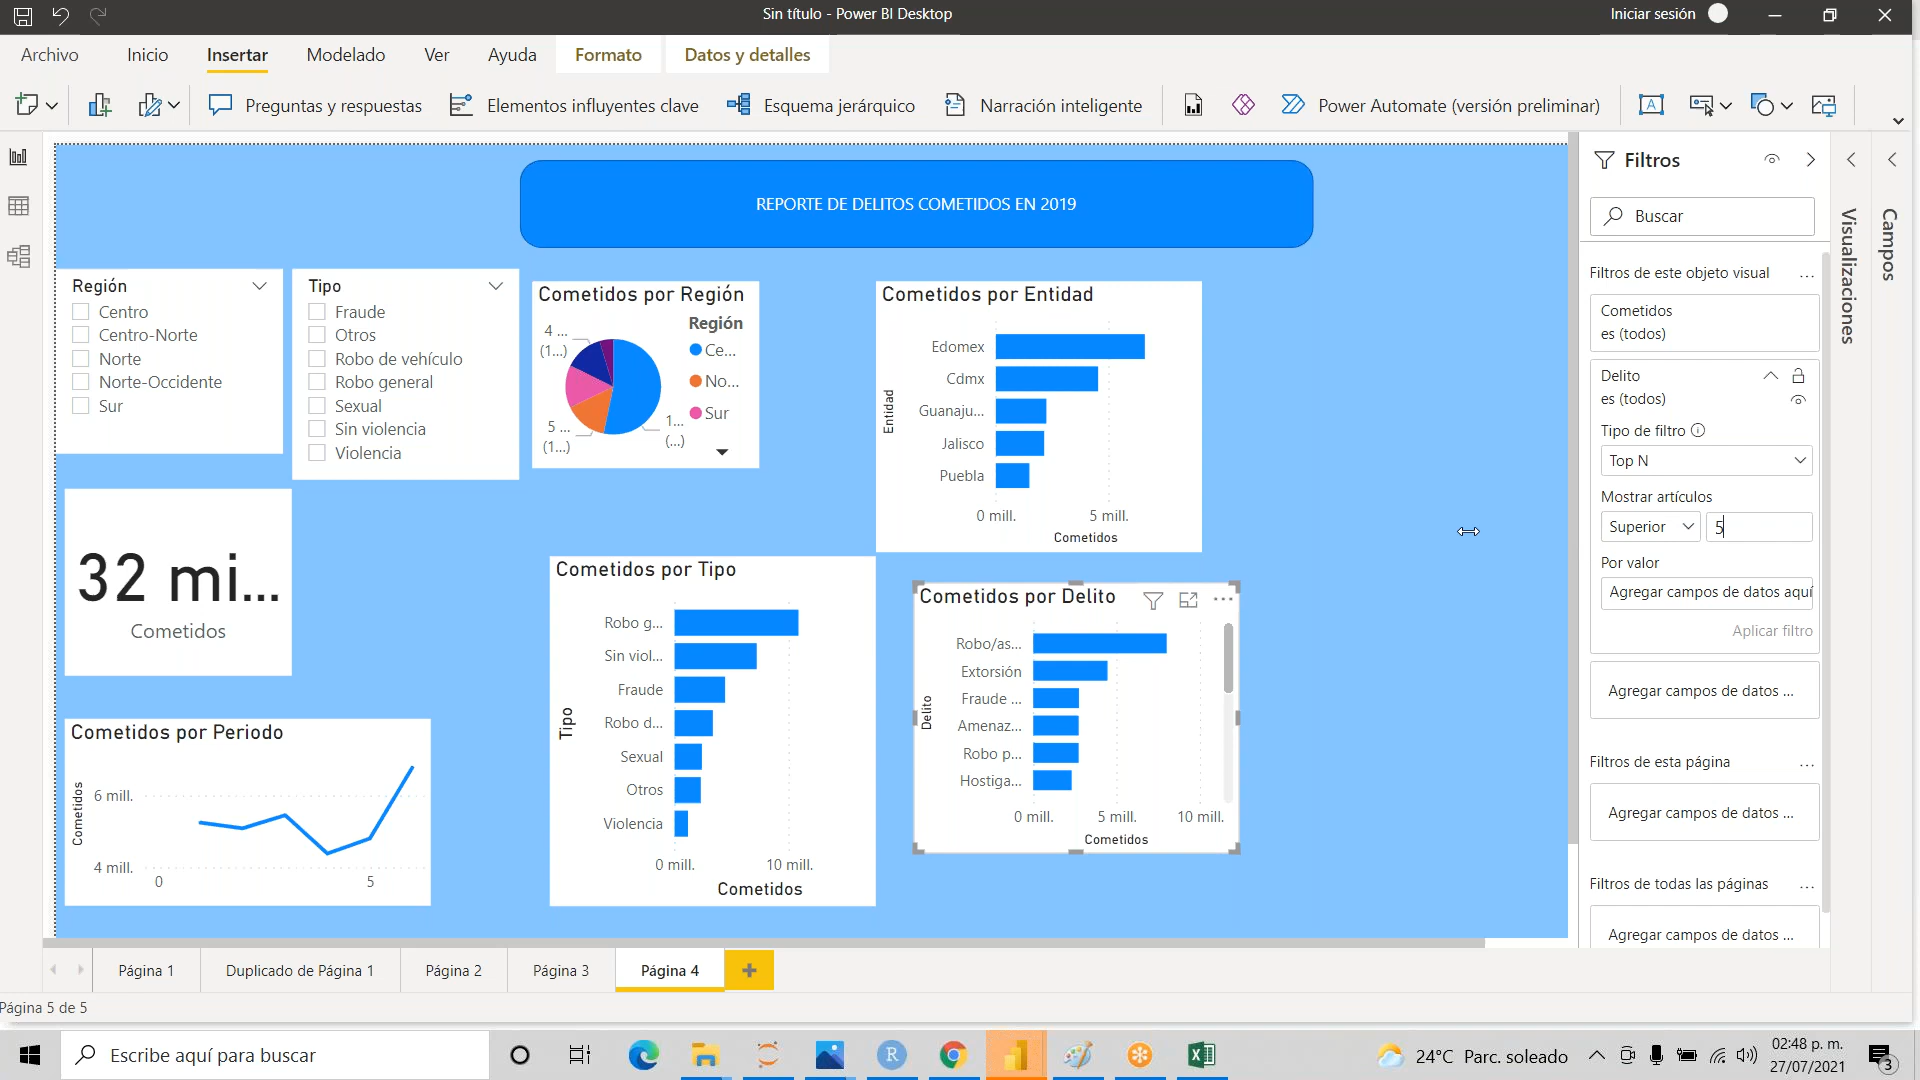 Sin título - Power BI Desktop
Iniciar sesión
Archivo
Inicio
Insertar
Modelado
Ver
Ayuda
Formato
Datos y detalles
Preguntas y respuestas
Elementos influyentes clave
Esquema jerárquico
Narración inteligente
Power Automate (versión preliminar)
REPORTE DE DELITOS COMETIDOS EN 2019
Región
Centro
Centro-Norte
Norte
Norte-Occidente
Sur
Tipo
Fraude
Otros
Robo de vehículo
Robo general
Sexual
Sin violencia
Violencia
Cometidos por Región
4 ...
(1...)
5 ...
(1...)
1...
(...)
Región
Ce...
No...
Sur
Cometidos por Entidad
Entidad
Edomex
Cdmx
Guanaju...
Jalisco
Puebla
0 mill.
5 mill.
Cometidos
32 mi...
Cometidos
Cometidos por Periodo
Cometidos
6 mill.
4 mill.
0
5
Cometidos por Tipo
Tipo
Robo g...
Sin viol...
Fraude
Robo d...
Sexual
Otros
Violencia
0 mill.
10 mill.
Cometidos
Cometidos por Delito
Delito
Robo/as...
Extorsión
Fraude ...
Amenaz...
Robo p...
Hostiga...
0 mill.
5 mill.
10 mill.
Cometidos
Filtros
Buscar
Filtros de este objeto visual
...
Cometidos
es (todos)
Delito
es (todos)
Tipo de filtro
Top N
Mostrar artículos
Superior
5
Por valor
Agregar campos de datos aquí
Aplicar filtro
Agregar campos de datos ...
Filtros de esta página
...
Agregar campos de datos ...
Filtros de todas las páginas
...
Agregar campos de datos ...
Visualizaciones
Campos
Página 1
Duplicado de Página 1
Página 2
Página 3
Página 4
Página 5 de 5
Escribe aquí para buscar
24°C Parc. soleado
02:48 p. m.
27/07/2021
3